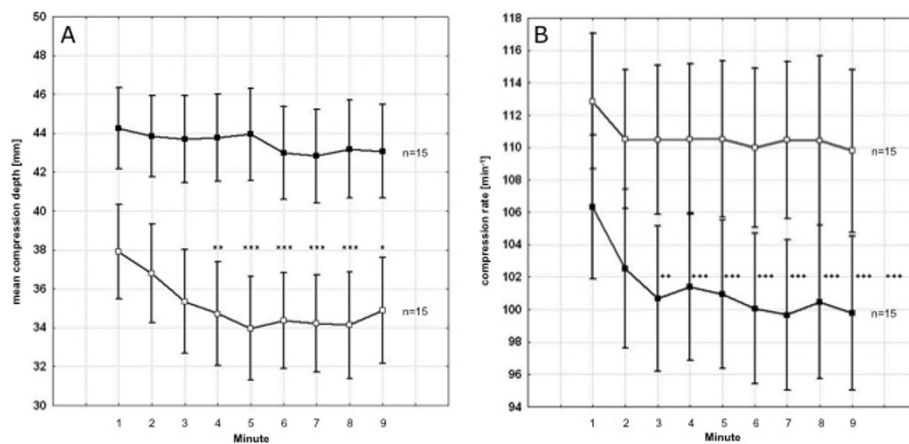 A
mean compression depth [mm]
50
48
46
44
42
40
38
36
34
32
30
n=15
** *** *** *** *** *
n=15
1 2 3 4 5 6 7 8 9
Minute
B
compression rate [min⁻¹]
118
116
114
112
110
108
106
104
102
100
98
96
94
n=15
** *** *** *** *** *** *** ***
n=15
1 2 3 4 5 6 7 8 9
Minute